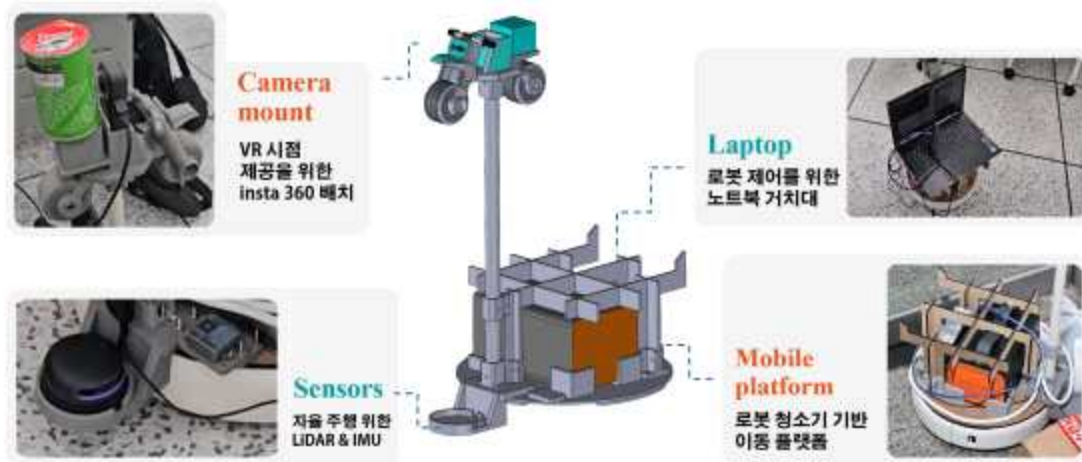 Camera
mount
VR 시점
제공을 위한
insta 360 배치
Laptop
로봇 제어를 위한
노트북 거치대
Sensors
자율 주행 위한
LiDAR & IMU
Mobile
platform
로봇 청소기 기반
이동 플랫폼